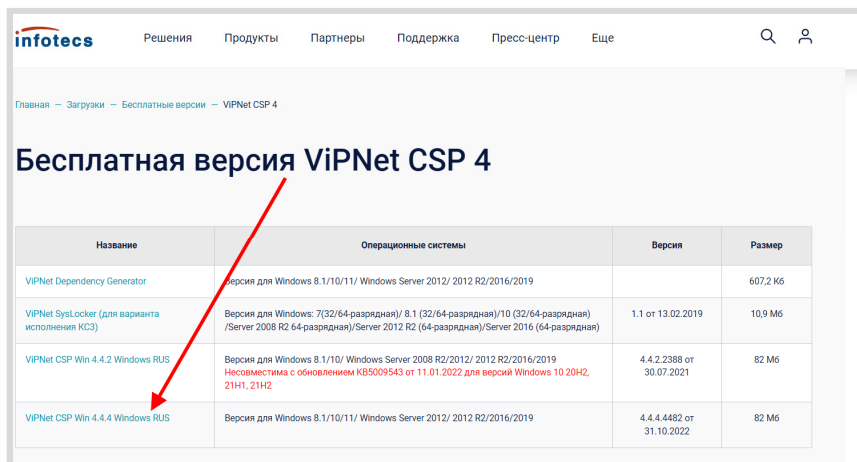 infotecs Решения Продукты Партнеры Поддержка Пресс-центр Еще
Главная — Загрузки — Бесплатные версии — ViPNet CSP 4
Бесплатная версия ViPNet CSP 4
Название Операционные системы Версия Размер
ViPNet Dependency Generator Версия для Windows 8.1/10/11/ Windows Server 2012/ 2012 R2/2016/2019 607,2 Кб
ViPNet SysLocker (для варианта Версия для Windows: 7(32/64-разрядная)/ 8.1 (32/64-разрядная)/10 (32/64-разрядная) 1.1 от 13.02.2019 10,9 Мб
исполнения КС3) /Server 2008 R2 64-разрядная)/Server 2012 R2 (64-разрядная)/Server 2016 (64-разрядная)
ViPNet CSP Win 4.4.2 Windows RUS Версия для Windows 8.1/10/ Windows Server 2008 R2/2012/ 2012 R2/2016/2019 4.4.2.2388 от 82 Мб
Несовместима с обновлением KB5009543 от 11.01.2022 для версий Windows 10 20H2, 30.07.2021
21H1, 21H2
ViPNet CSP Win 4.4.4 Windows RUS Версия для Windows 8.1/10/11/ Windows Server 2012/ 2012 R2/2016/2019 4.4.4.4482 от 82 Мб
31.10.2022